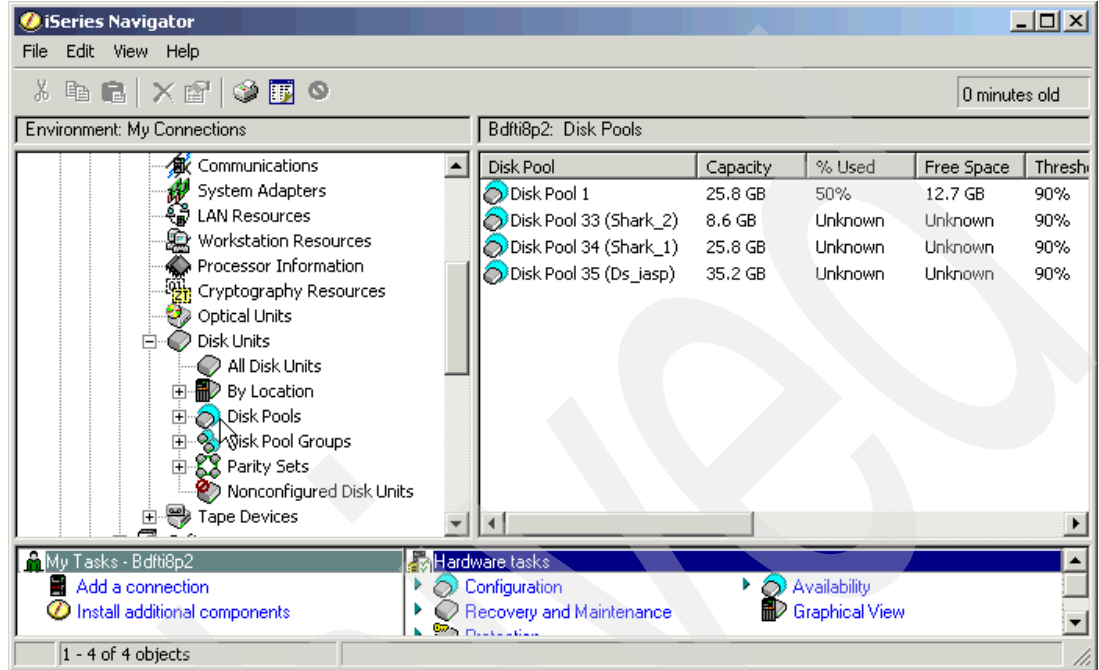 iSeries Navigator
File Edit View Help
0 minutes old
Environment: My Connections
Bdfti8p2: Disk Pools
Communications
System Adapters
LAN Resources
Workstation Resources
Processor Information
Cryptography Resources
Optical Units
Disk Units
All Disk Units
By Location
Disk Pools
Disk Pool Groups
Parity Sets
Nonconfigured Disk Units
Tape Devices
Disk Pool Capacity % Used Free Space
Disk Pool 1 25.8 GB 50% 12.7 GB 90%
Disk Pool 33 (Shark_2) 8.6 GB Unknown Unknown 90%
Disk Pool 34 (Shark_1) 25.8 GB Unknown Unknown 90%
Disk Pool 35 (Ds_iasp) 35.2 GB Unknown Unknown 90%
My Tasks - Bdfti8p2
Add a connection
Install additional components
Hardware tasks
Configuration Availability
Recovery and Maintenance Graphical View
1 - 4 of 4 objects